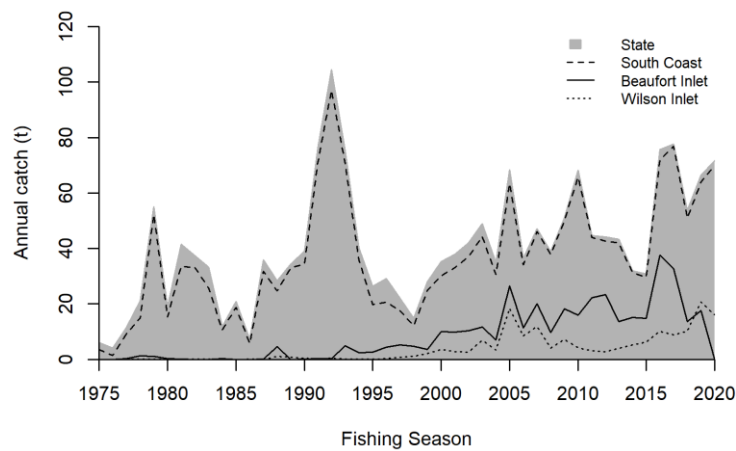 120
100
80
60
40
20
0
Annual catch (t)
State
South Coast
Beaufort Inlet
Wilson Inlet
1975 1980 1985 1990 1995 2000 2005 2010 2015 2020
Fishing Season